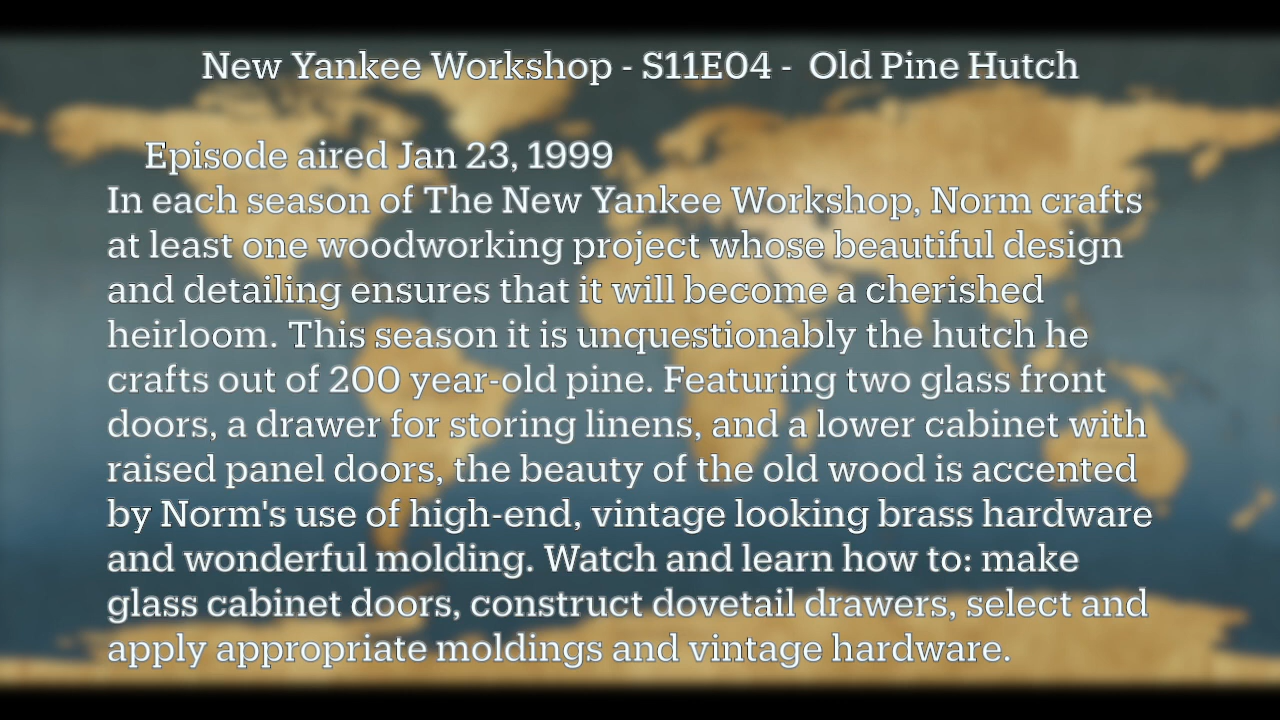 New Yankee Workshop - S11E04 - Old Pine Hutch
Episode aired Jan 23, 1999
In each season of The New Yankee Workshop, Norm crafts
at least one woodworking project whose beautiful design
and detailing ensures that it will become a cherished
heirloom. This season it is unquestionably the hutch he
crafts out of 200 year-old pine. Featuring two glass front
doors, a drawer for storing linens, and a lower cabinet with
raised panel doors, the beauty of the old wood is accented
by Norm's use of high-end, vintage looking brass hardware
and wonderful molding. Watch and learn how to: make
glass cabinet doors, construct dovetail drawers, select and
apply appropriate moldings and vintage hardware.